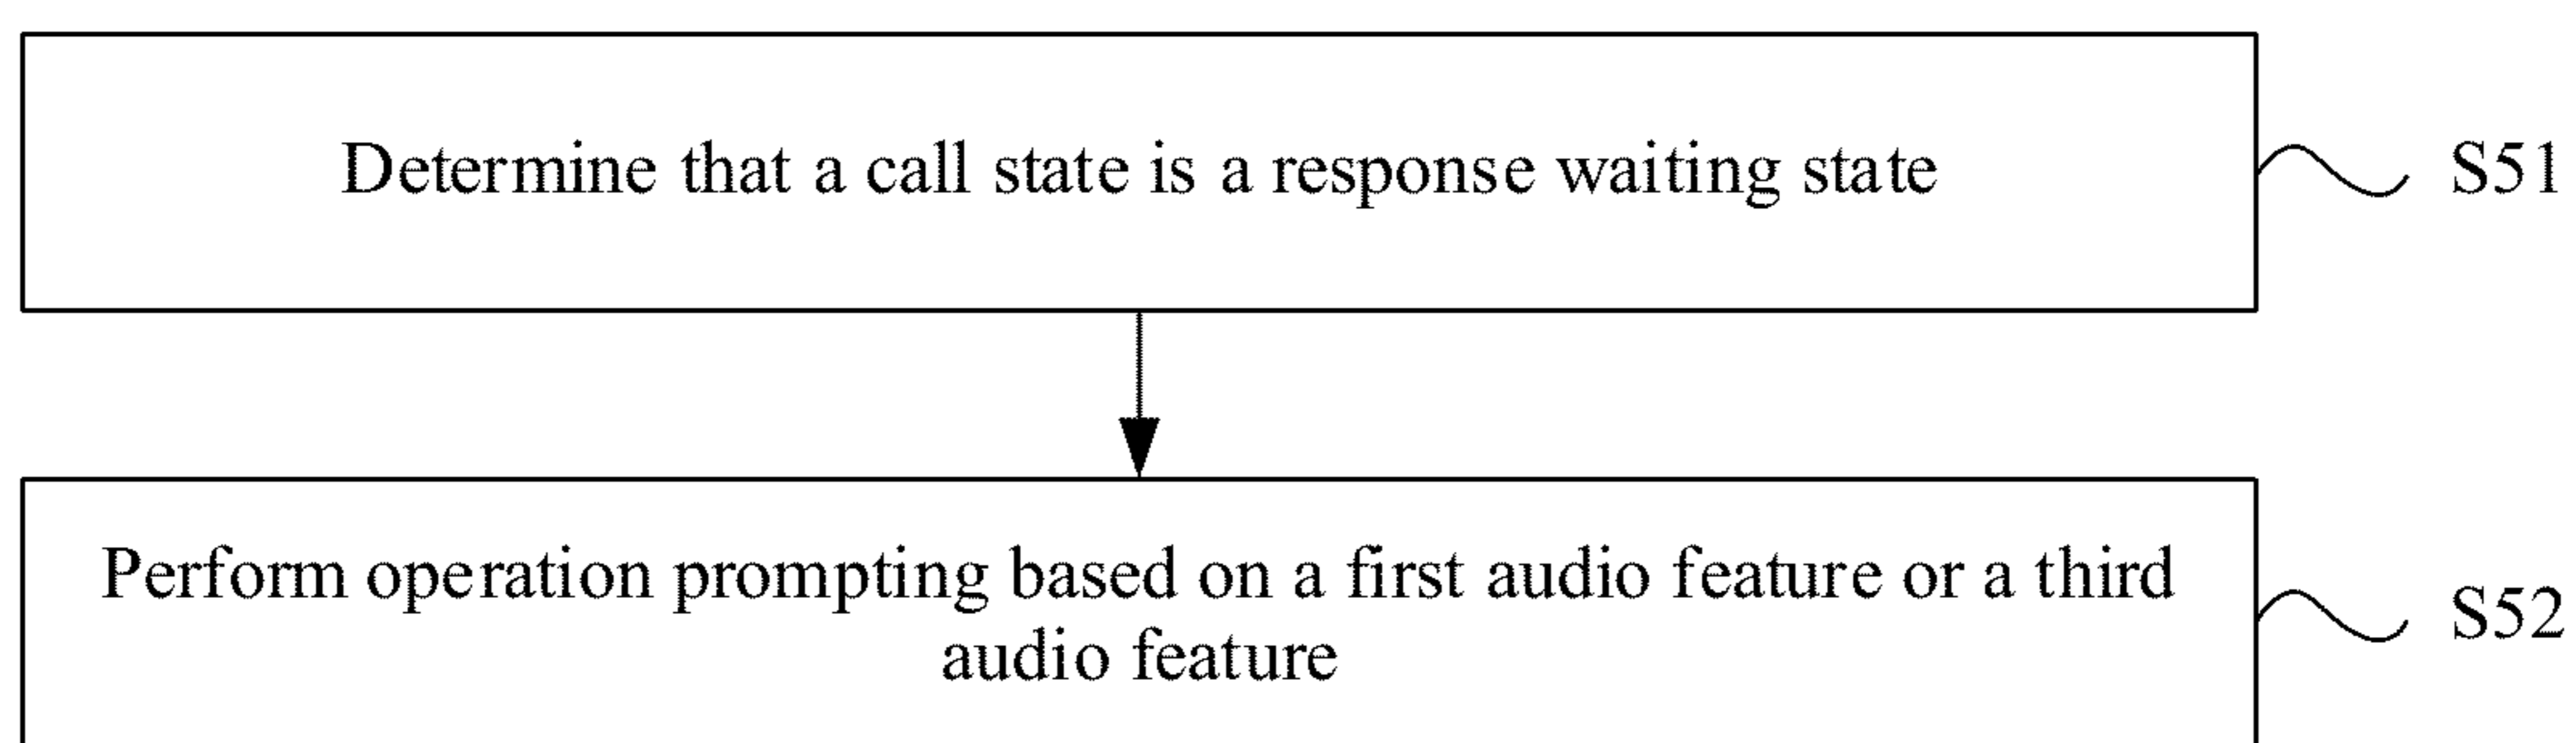 Determine that a call state is a response waiting state
S51
Perform operation prompting based on a first audio feature or a third
audio feature
S52